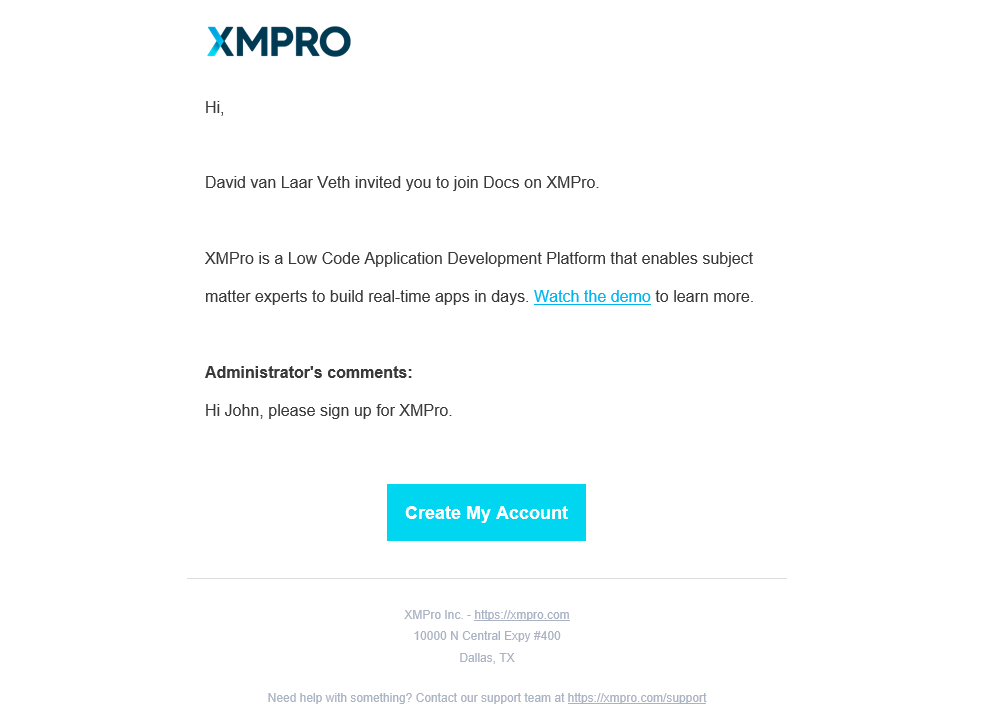 XMPRO
Hi,
David van Laar Veth invited you to join Docs on XMPro.
XMPro is a Low Code Application Development Platform that enables subject
matter experts to build real-time apps in days. Watch the demo to learn more.
Administrator's comments:
Hi John, please sign up for XMPro.
Create My Account
XMPro Inc. - https://xmpro.com
10000 N Central Expy #400
Dallas, TX
Need help with something? Contact our support team at https://xmpro.com/support